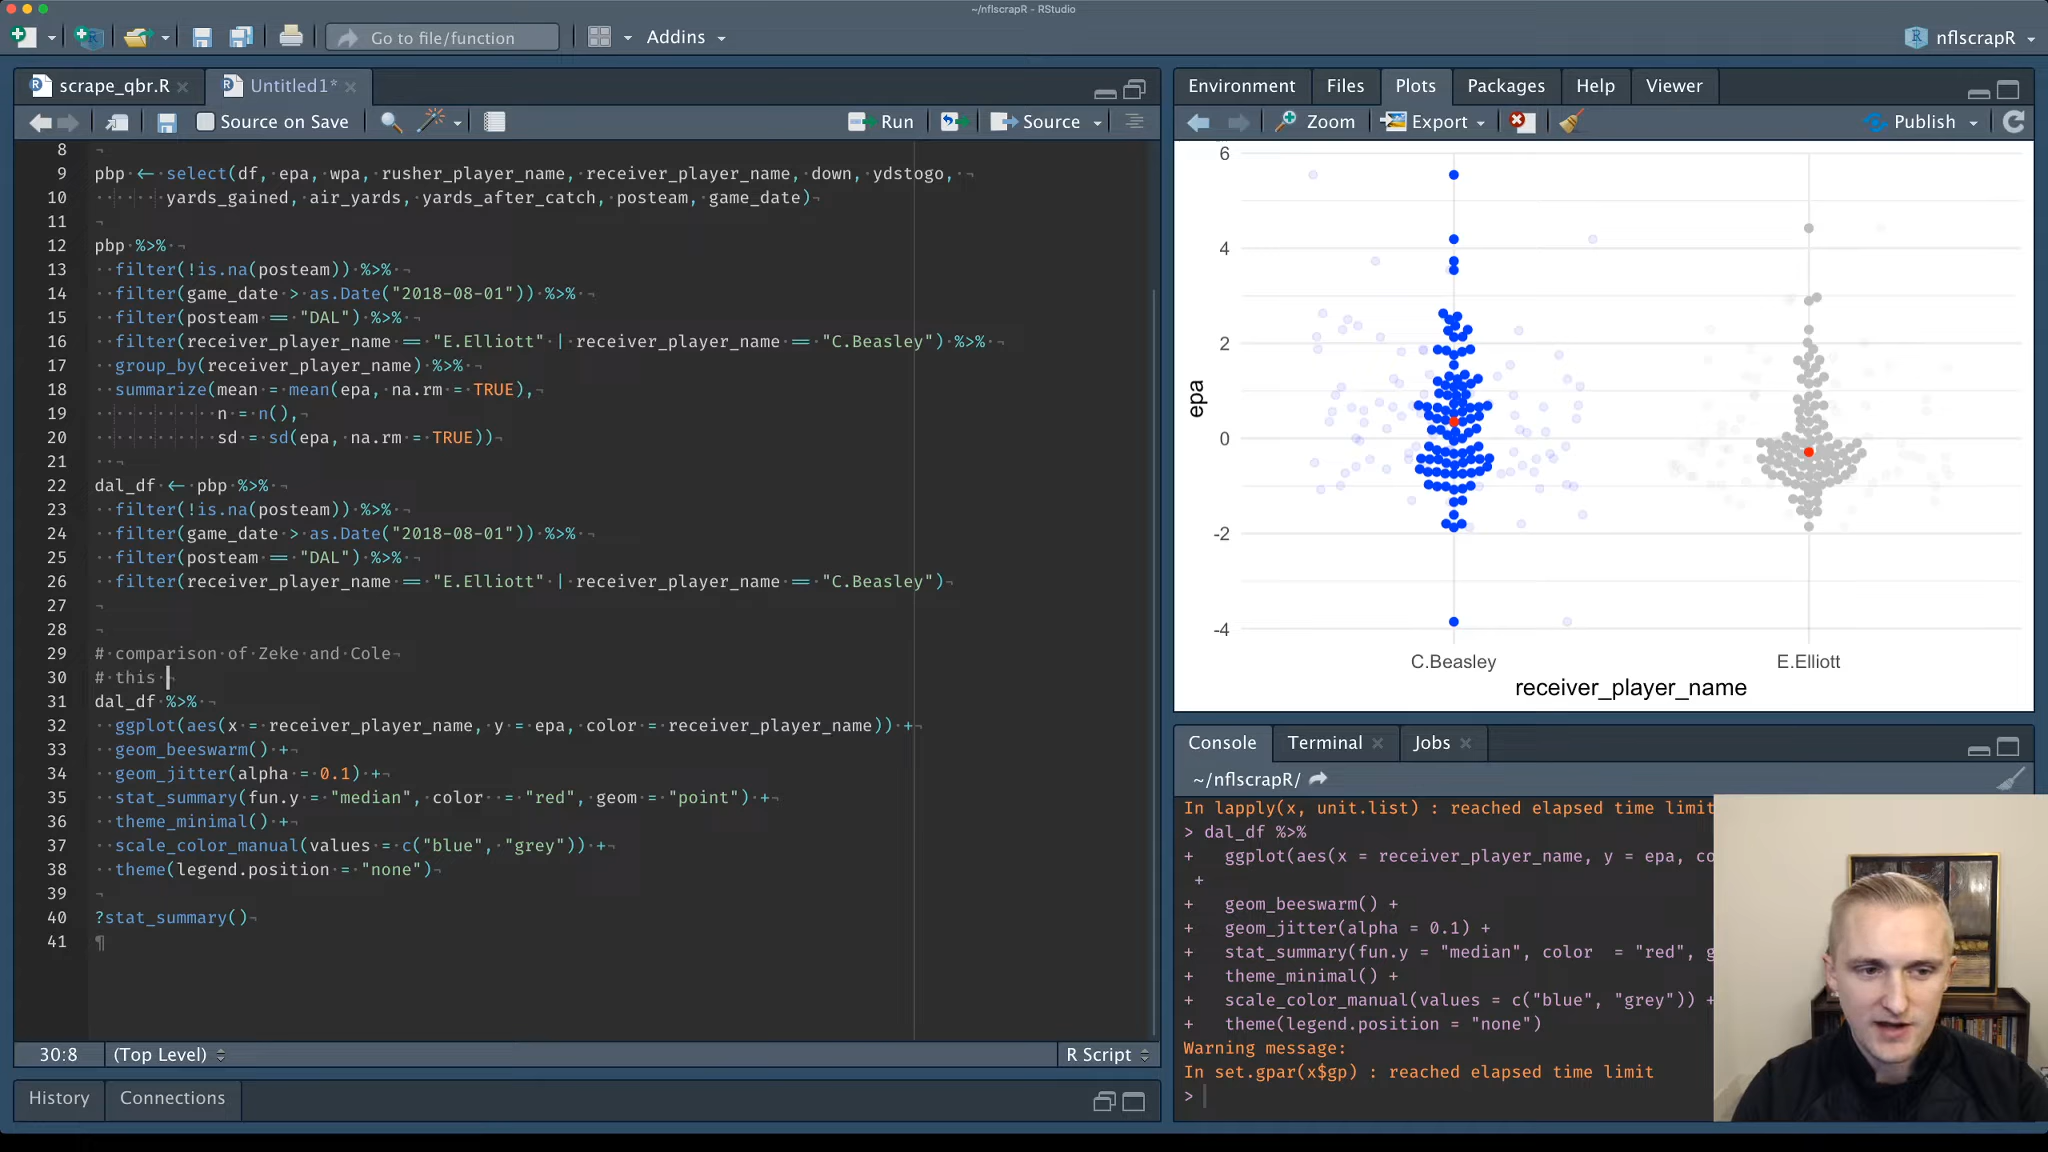 ~/nflscrapR - RStudio
Go to file/function
Addins
nflscrapR
scrape_qbr.R
Untitled1*
Source on Save
Run
Source
8
9 pbp <- select(df, epa, wpa, rusher_player_name, receiver_player_name, down, ydstogo,
10 yards_gained, air_yards, yards_after_catch, posteam, game_date)
11
12 pbp %>%
13 filter(!is.na(posteam)) %>%
14 filter(game_date > as.Date("2018-08-01")) %>%
15 filter(posteam == "DAL") %>%
16 filter(receiver_player_name == "E.Elliott" | receiver_player_name == "C.Beasley") %>%
17 group_by(receiver_player_name) %>%
18 summarize(mean = mean(epa, na.rm = TRUE),
19 n = n(),
20 sd = sd(epa, na.rm = TRUE))
21
22 dal_df <- pbp %>%
23 filter(!is.na(posteam)) %>%
24 filter(game_date > as.Date("2018-08-01")) %>%
25 filter(posteam == "DAL") %>%
26 filter(receiver_player_name == "E.Elliott" | receiver_player_name == "C.Beasley")
27
28
29 # comparison of Zeke and Cole
30 # this
31 dal_df %>%
32 ggplot(aes(x = receiver_player_name, y = epa, color = receiver_player_name)) +
33 geom_beeswarm() +
34 geom_jitter(alpha = 0.1) +
35 stat_summary(fun.y = "median", color  = "red", geom = "point") +
36 theme_minimal() +
37 scale_color_manual(values = c("blue", "grey")) +
38 theme(legend.position = "none")
39
40 ?stat_summary()
41
30:8
(Top Level)
R Script
History
Connections
Environment
Files
Plots
Packages
Help
Viewer
Zoom
Export
Publish
6
4
2
0
-2
-4
epa
C.Beasley
E.Elliott
receiver_player_name
Console
Terminal
Jobs
~/nflscrapR/
In lapply(x, unit.list) : reached elapsed time limit
> dal_df %>%
+ ggplot(aes(x = receiver_player_name, y = epa, co
+
+ geom_beeswarm() +
+ geom_jitter(alpha = 0.1) +
+ stat_summary(fun.y = "median", color  = "red", g
+ theme_minimal() +
+ scale_color_manual(values = c("blue", "grey")) +
+ theme(legend.position = "none")
Warning message:
In set.gpar(x$gp) : reached elapsed time limit
>